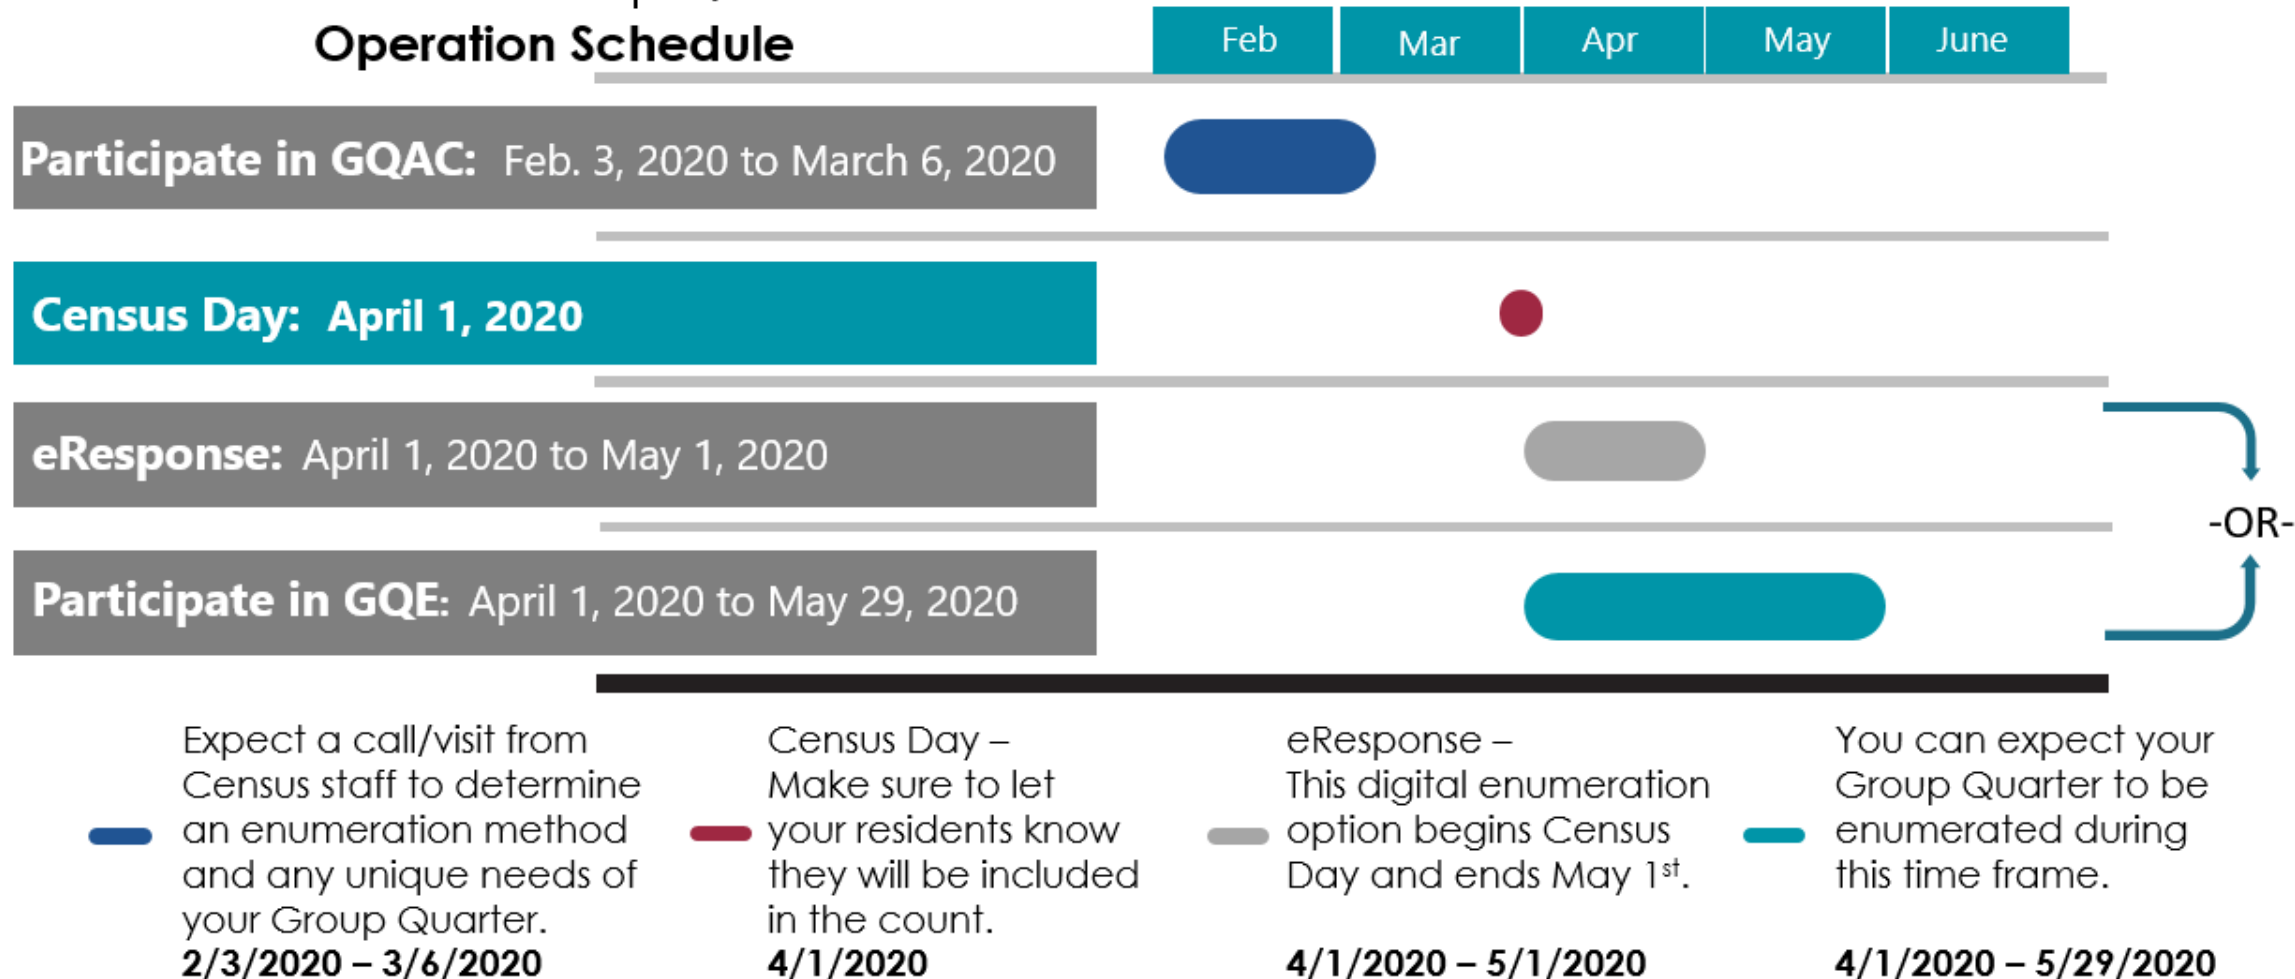 Operation Schedule
Feb
Mar
Apr
May
June
Participate in GQAC: Feb. 3, 2020 to March 6, 2020
Census Day: April 1, 2020
eResponse: April 1, 2020 to May 1, 2020
-OR-
Participate in GQE: April 1, 2020 to May 29, 2020
Expect a call/visit from
Census staff to determine
an enumeration method
and any unique needs of
your Group Quarter.
2/3/2020 – 3/6/2020
Census Day –
Make sure to let
your residents know
they will be included
in the count.
4/1/2020
eResponse –
This digital enumeration
option begins Census
Day and ends May 1st.
4/1/2020 – 5/1/2020
You can expect your
Group Quarter to be
enumerated during
this time frame.
4/1/2020 – 5/29/2020